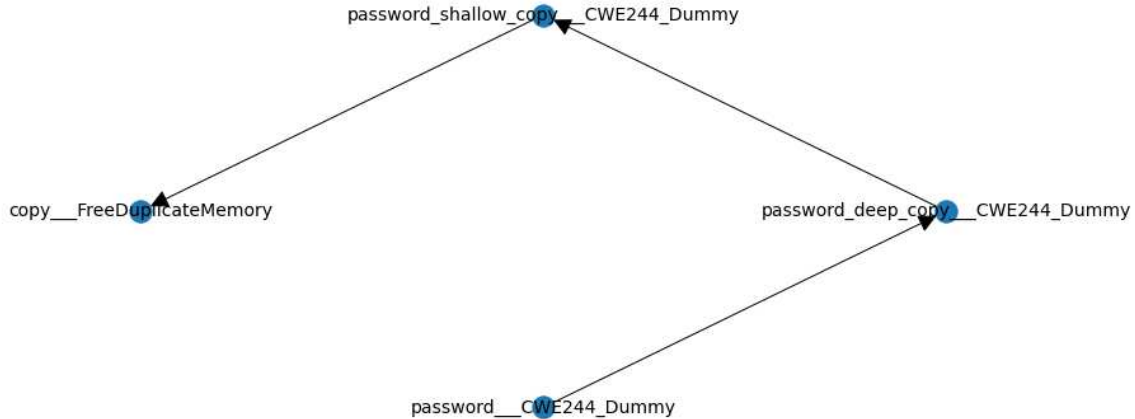 password_shallow_copy___CWE244_Dummy
copy___FreeDuplicateMemory
password_deep_copy___CWE244_Dummy
password___CWE244_Dummy